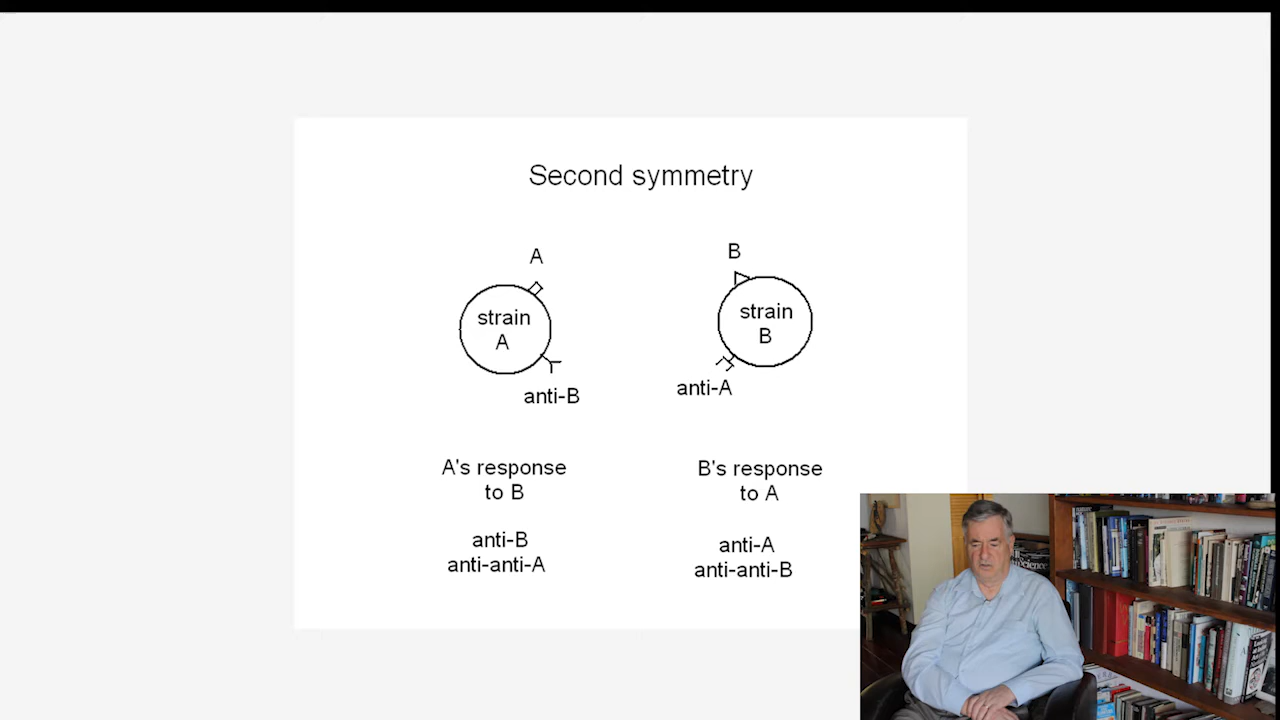 Second symmetry
A
B
strain
A
strain
B
anti-B
anti-A
A's response
to B
B's response
to A
anti-B
anti-anti-A
anti-A
anti-anti-B